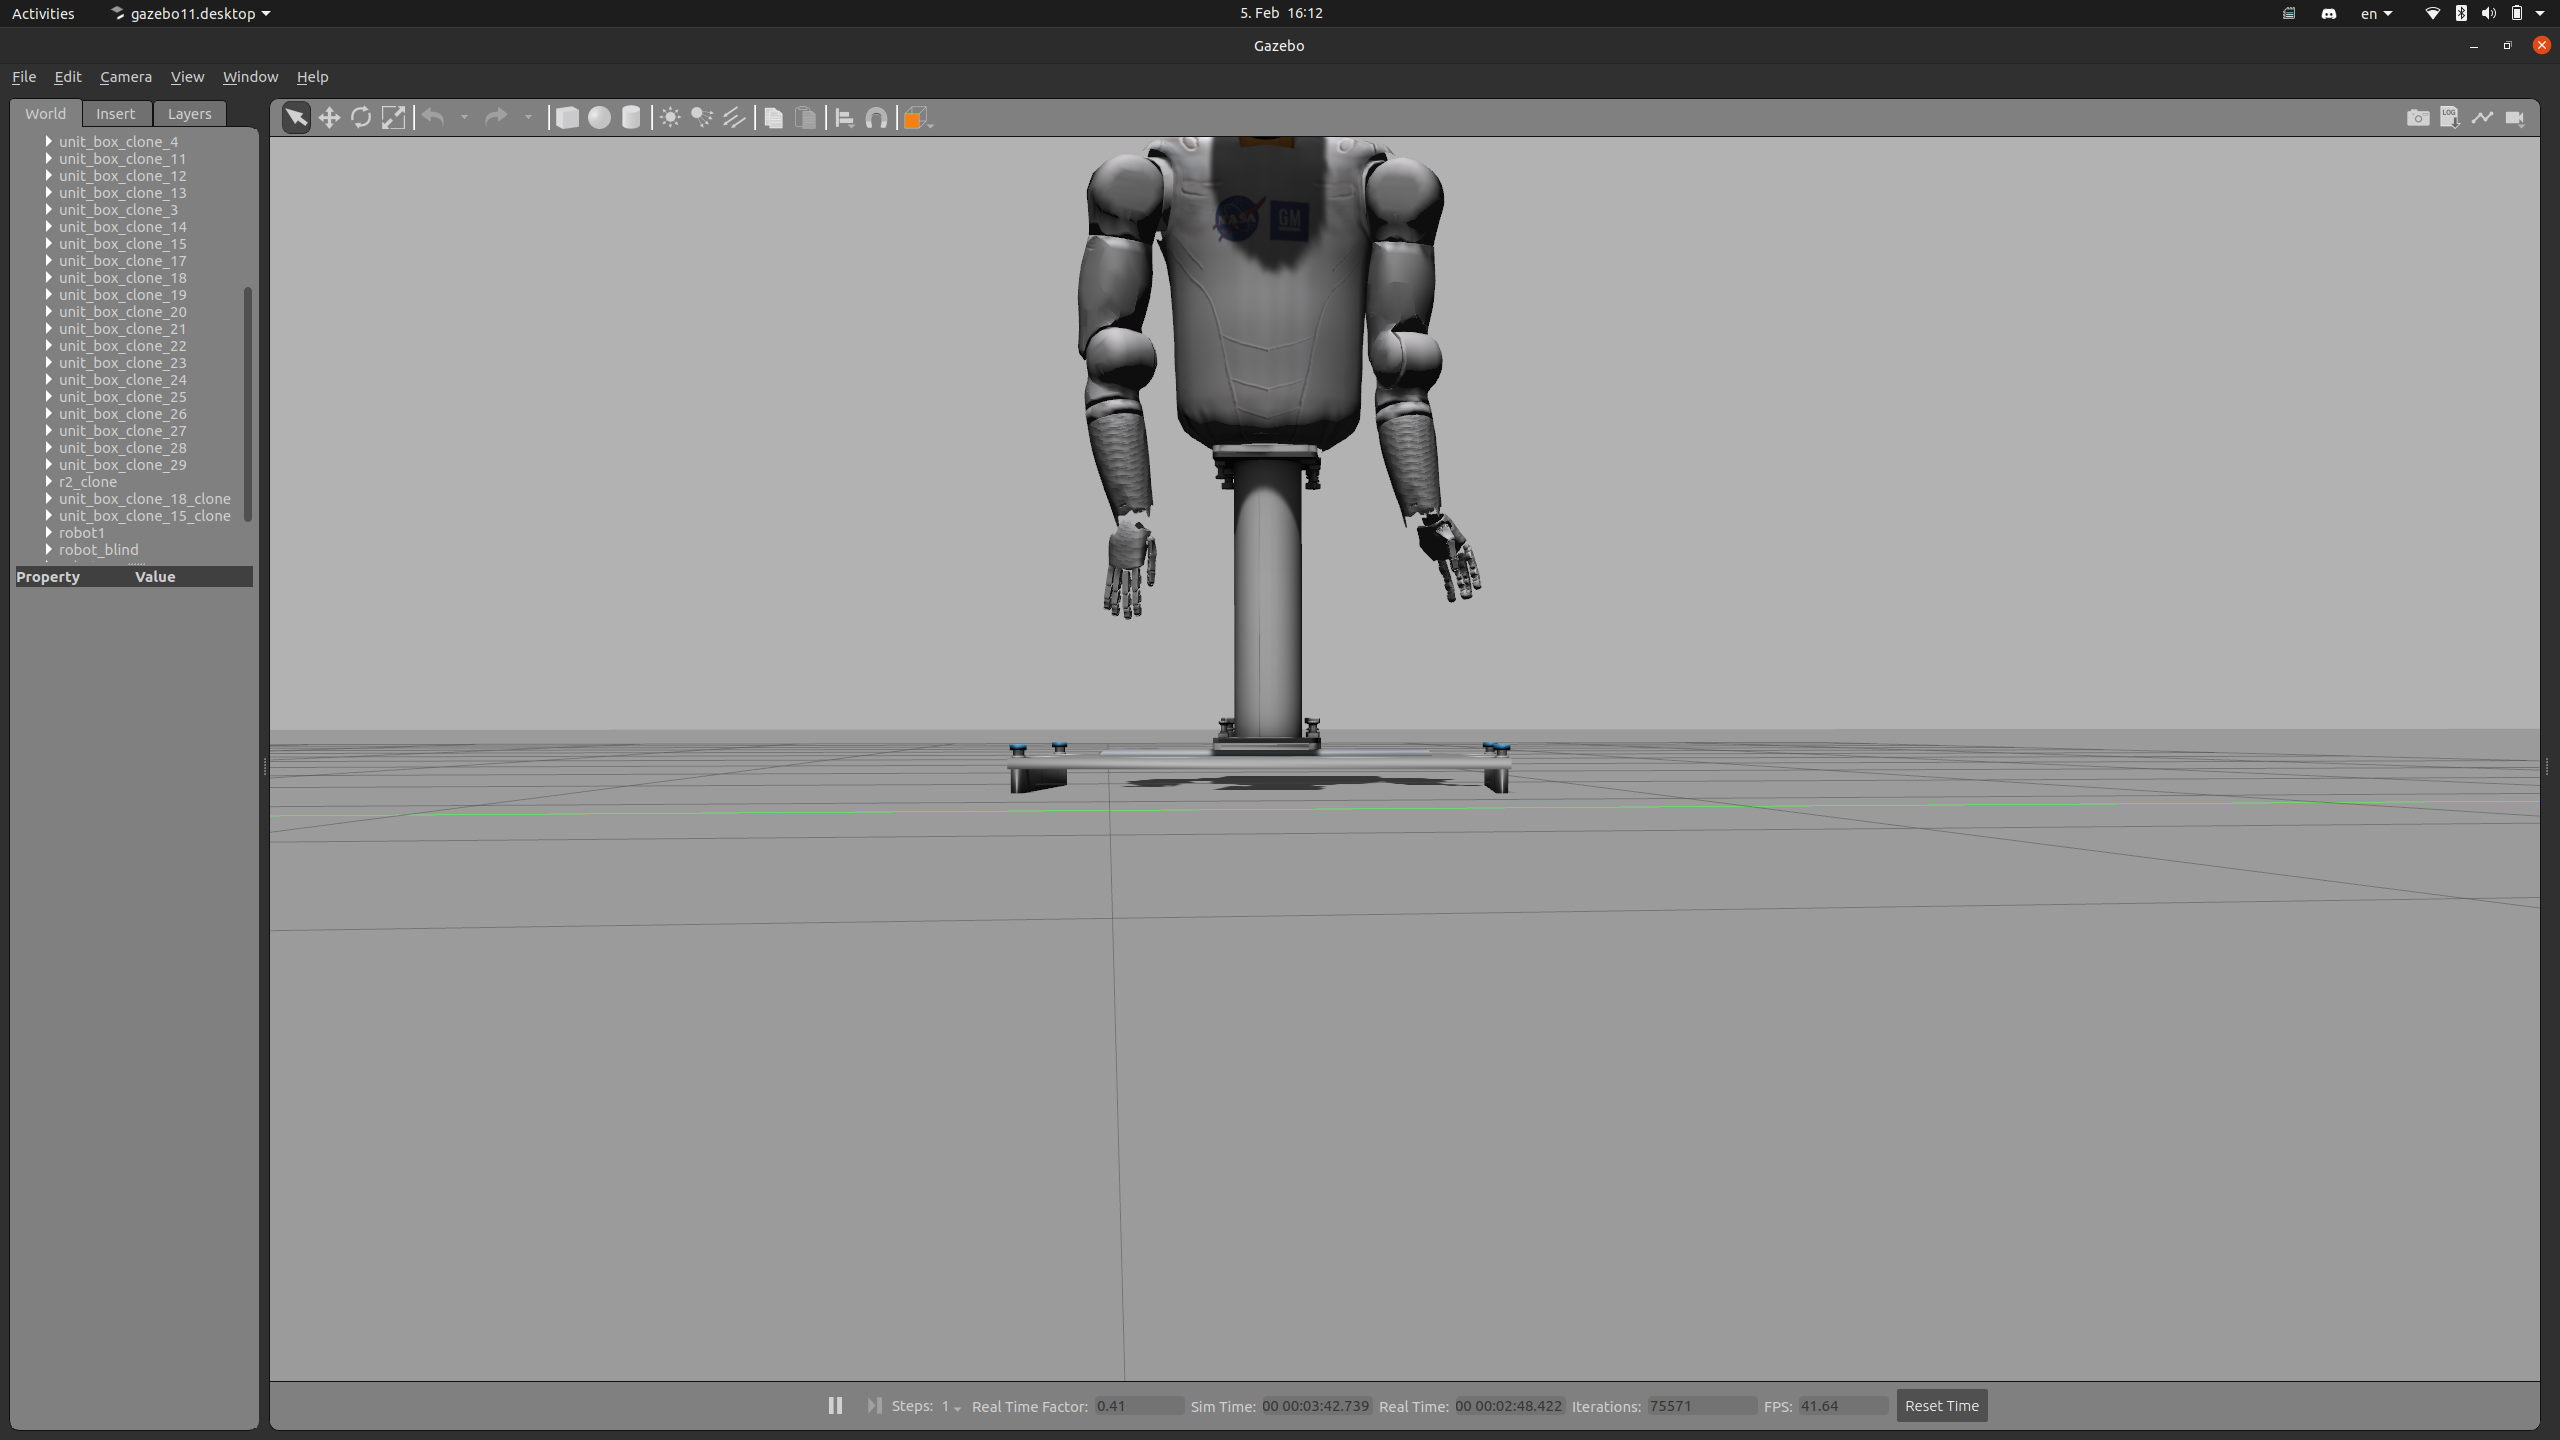 Activities gazebo11.desktop 5. Feb 16:12 en
Gazebo
File Edit Camera View Window Help
World Insert Layers
unit_box_clone_4
unit_box_clone_11
unit_box_clone_12
unit_box_clone_13
unit_box_clone_3
unit_box_clone_14
unit_box_clone_15
unit_box_clone_17
unit_box_clone_18
unit_box_clone_19
unit_box_clone_20
unit_box_clone_21
unit_box_clone_22
unit_box_clone_23
unit_box_clone_24
unit_box_clone_25
unit_box_clone_26
unit_box_clone_27
unit_box_clone_28
unit_box_clone_29
r2_clone
unit_box_clone_18_clone
unit_box_clone_15_clone
robot1
robot_blind
Property Value
LOG
NASA GM
Steps: 1 Real Time Factor: 0.41 Sim Time: 00 00:03:42.739 Real Time: 00 00:02:48.422 Iterations: 75571 FPS: 41.64 Reset Time